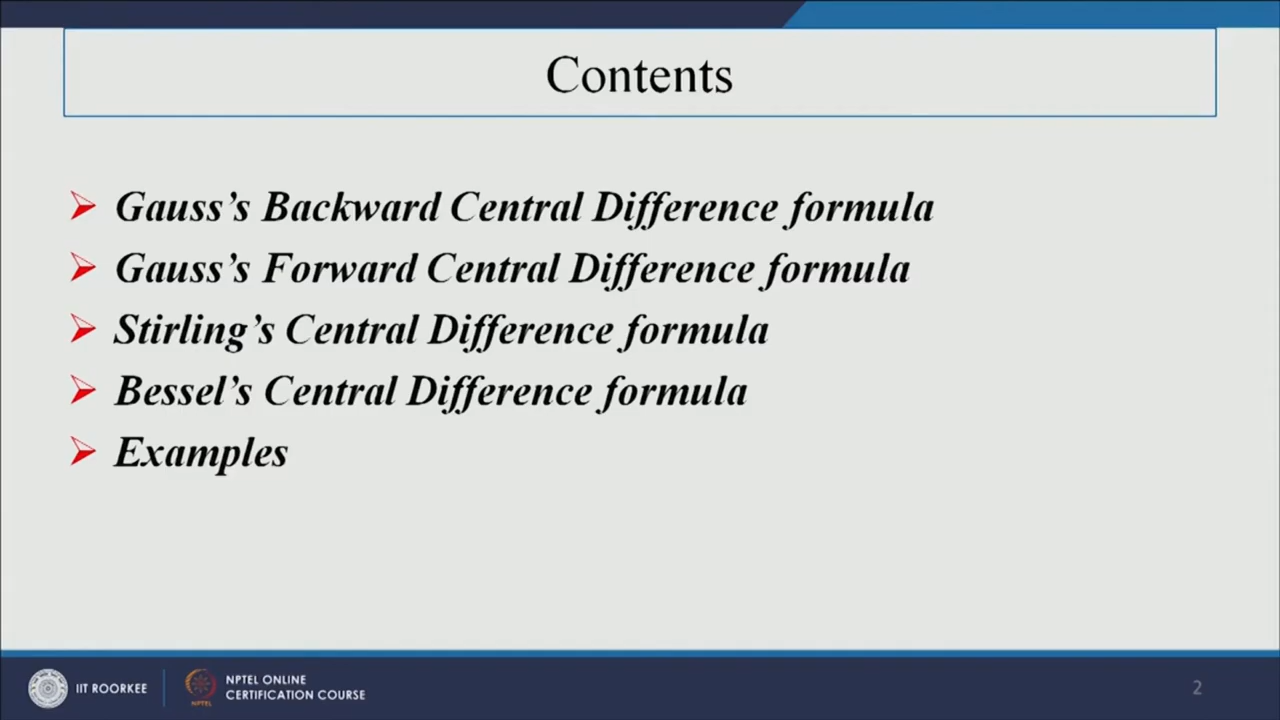 Contents
Gauss’s Backward Central Difference formula
Gauss’s Forward Central Difference formula
Stirling’s Central Difference formula
Bessel’s Central Difference formula
Examples
IIT ROORKEE
NPTEL
NPTEL ONLINE
CERTIFICATION COURSE
2